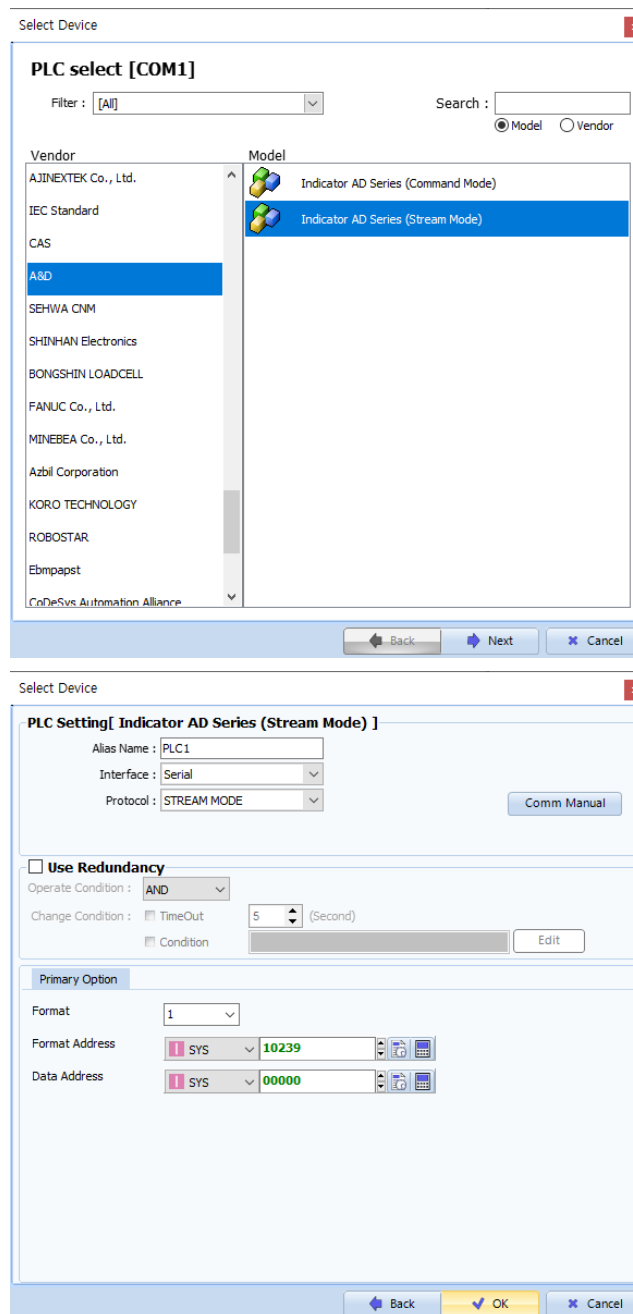 Select Device
PLC select [COM1]
Filter : [All]
Search :
Model Vendor
Vendor Model
AJINEXTEK Co., Ltd.
IEC Standard
CAS
A&D
SEHWA CNM
SHINHAN Electronics
BONGSHIN LOADCELL
FANUC Co., Ltd.
MINEBEA Co., Ltd.
Azbil Corporation
KORO TECHNOLOGY
ROBOSTAR
Ebmpapst
CoDeSys Automation Alliance
Indicator AD Series (Command Mode)
Indicator AD Series (Stream Mode)
Back Next Cancel
Select Device
PLC Setting[ Indicator AD Series (Stream Mode) ]
Alias Name : PLC1
Interface : Serial
Protocol : STREAM MODE
Comm Manual
Use Redundancy
Operate Condition : AND
Change Condition : TimeOut 5 (Second)
Condition Edit
Primary Option
Format 1
Format Address I SYS 10239
Data Address I SYS 00000
Back OK Cancel